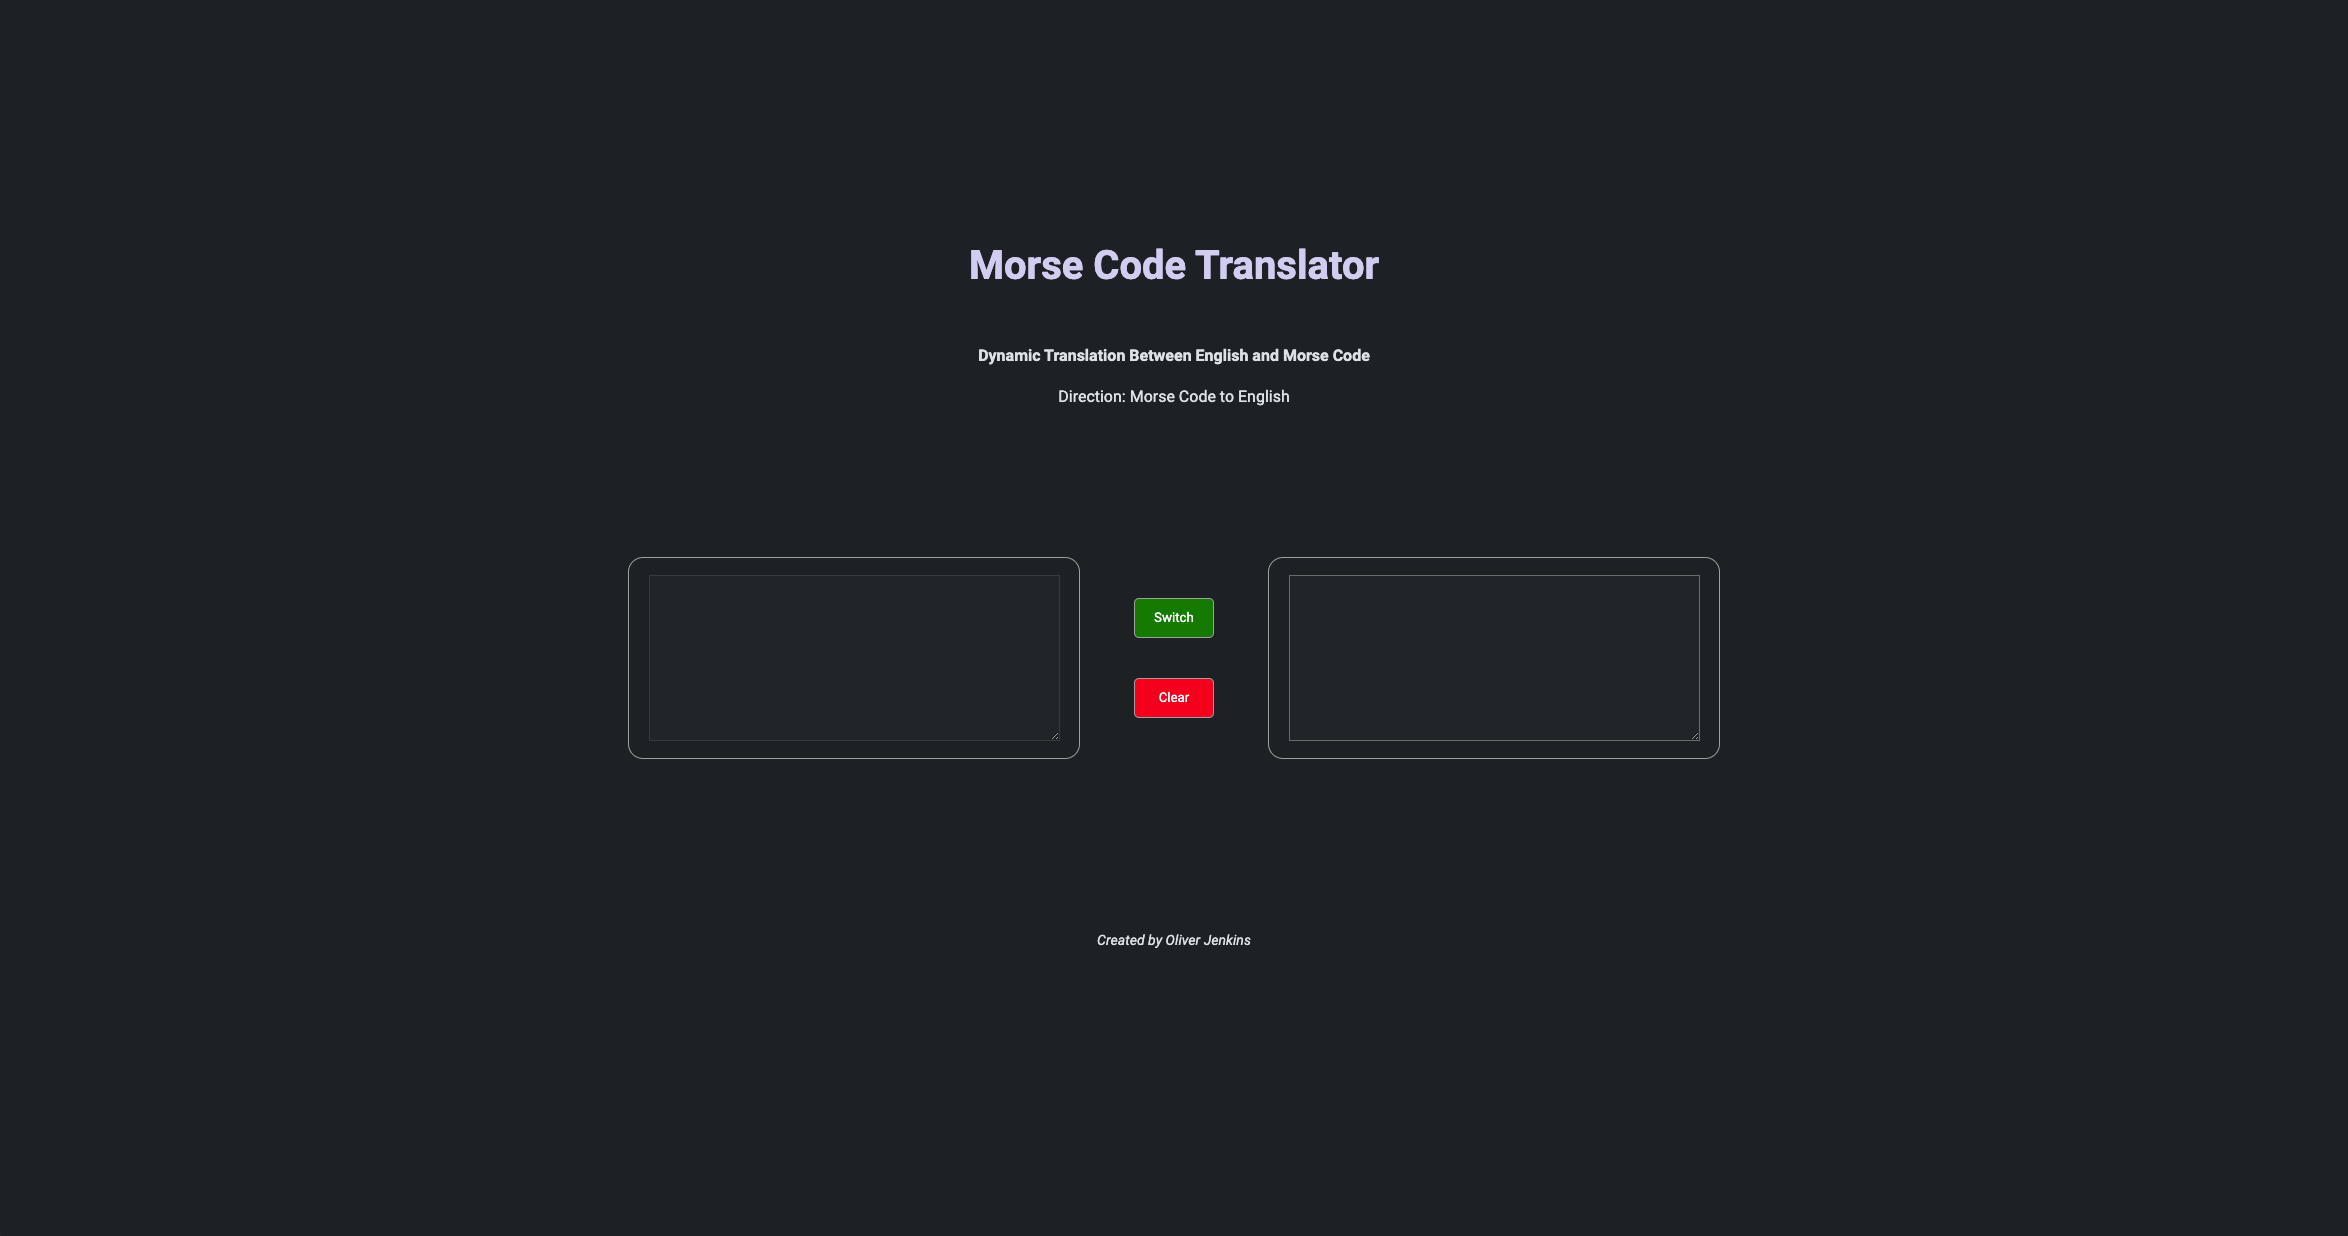 Morse Code Translator
Dynamic Translation Between English and Morse Code
Direction: Morse Code to English
Switch
Clear
Created by Oliver Jenkins